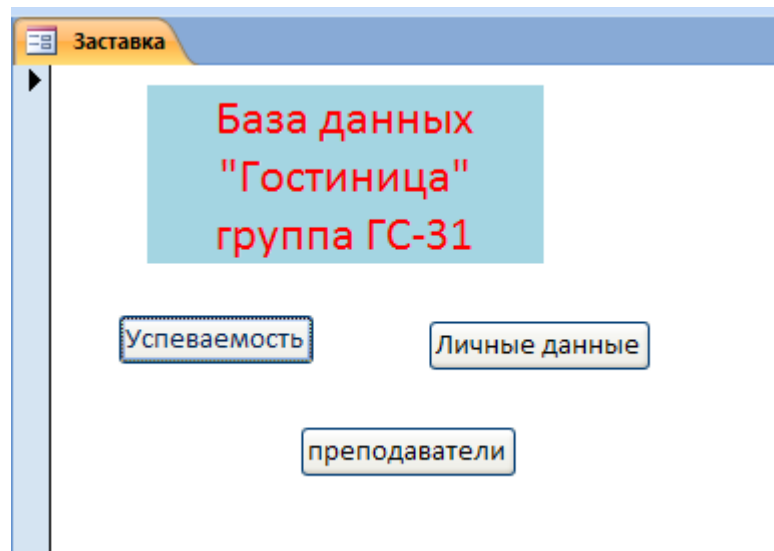 Заставка
База данных
"Гостиница"
группа ГС-31
Успеваемость
Личные данные
преподаватели